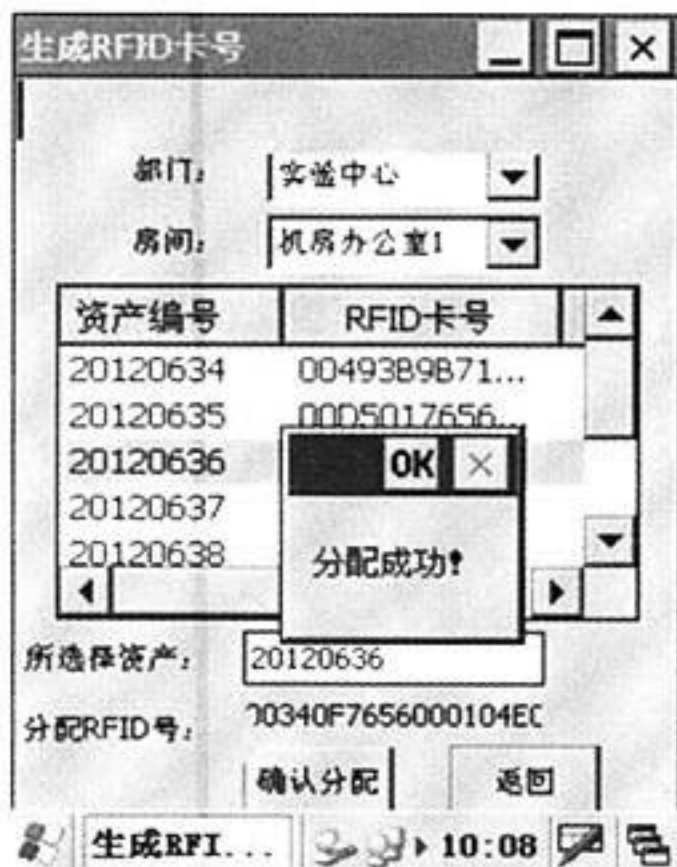 生成RFID卡号
部门:
实验中心
房间:
机房办公室1
资产编号 RFID卡号
20120634 00493B9B71...
20120635 00D5017656...
20120636
20120637
20120638
OK
分配成功!
所选择资产:
20120636
分配RFID号:
00340F7656000104E0
确认分配
返回
生成RFI...
10:08